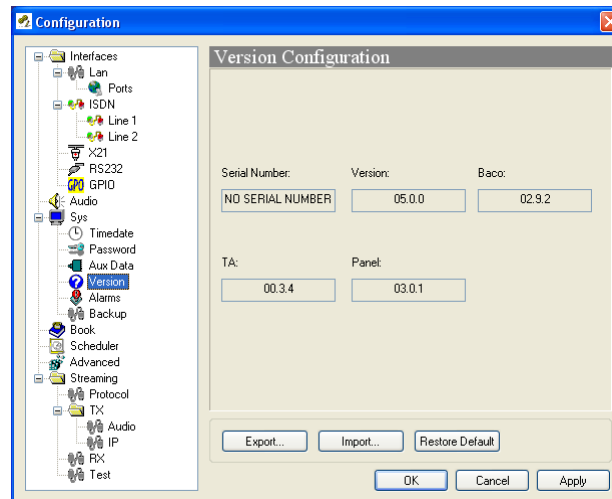 Configuration
Interfaces
Lan
Ports
ISDN
Line 1
Line 2
X21
RS232
GPO GPIO
Audio
Sys
Timedate
Password
Aux Data
Version
Alarms
Backup
Book
Scheduler
Advanced
Streaming
Protocol
TX
Audio
IP
RX
Test
Version Configuration
Serial Number: Version: Baco:
NO SERIAL NUMBER 05.0.0 02.9.2
TA: Panel:
00.3.4 03.0.1
Export... Import... Restore Default
OK Cancel Apply